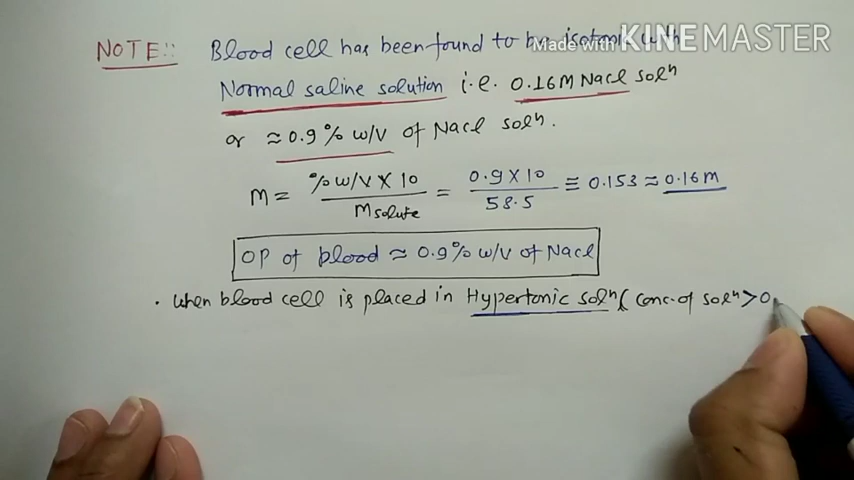 NOTE!! Blood cell has been found to be isotonic with
Made with KINEMASTER
Normal saline solution i.e. 0.16M NaCl solⁿ
or ≈ 0.9% w/v of NaCl solⁿ.
M = %w/v X 10 / Msolute = 0.9 X 10 / 58.5 ≡ 0.153 ≈ 0.16M
OP of blood ≈ 0.9% w/v of NaCl
• When blood cell is placed in Hypertonic solⁿ ( conc. of solⁿ > 0